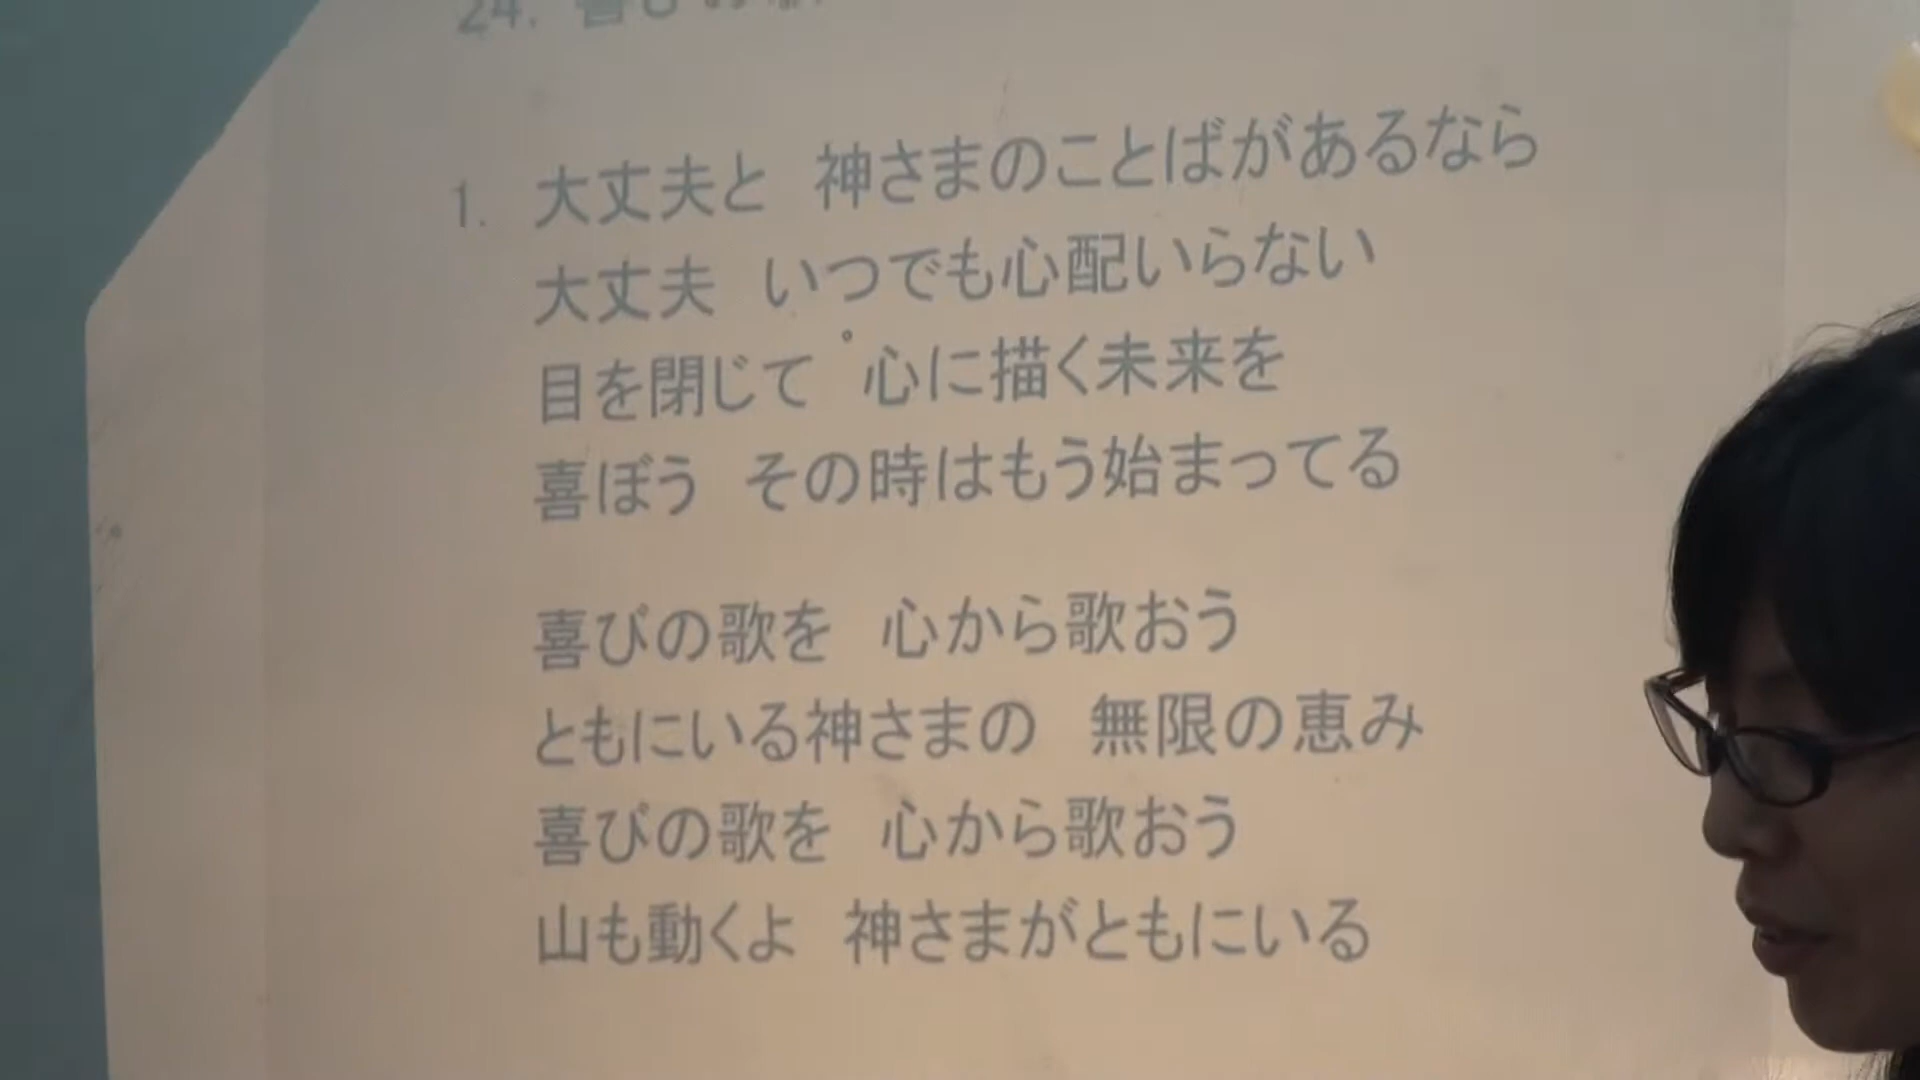 24. 喜びの歌
1. 大丈夫と 神さまのことばがあるなら
大丈夫 いつでも心配いらない
目を閉じて 心に描く未来を
喜ぼう その時はもう始まってる
喜びの歌を 心から歌おう
ともにいる神さまの 無限の恵み
喜びの歌を 心から歌おう
山も動くよ 神さまがともにいる